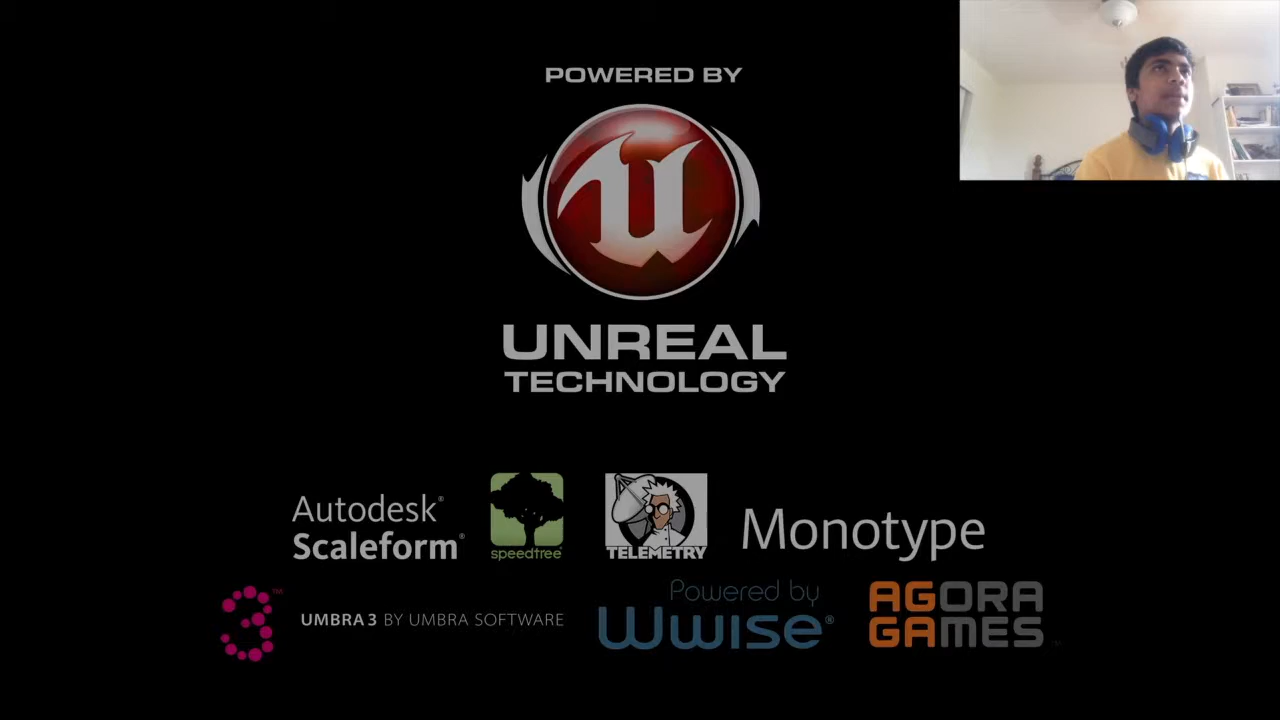 POWERED BY
UNREAL
TECHNOLOGY
Autodesk®
Scaleform®
speedtree®
TELEMETRY
Monotype
3™
UMBRA 3 BY UMBRA SOFTWARE
Powered by
Wwise®
AGORA
GAMES